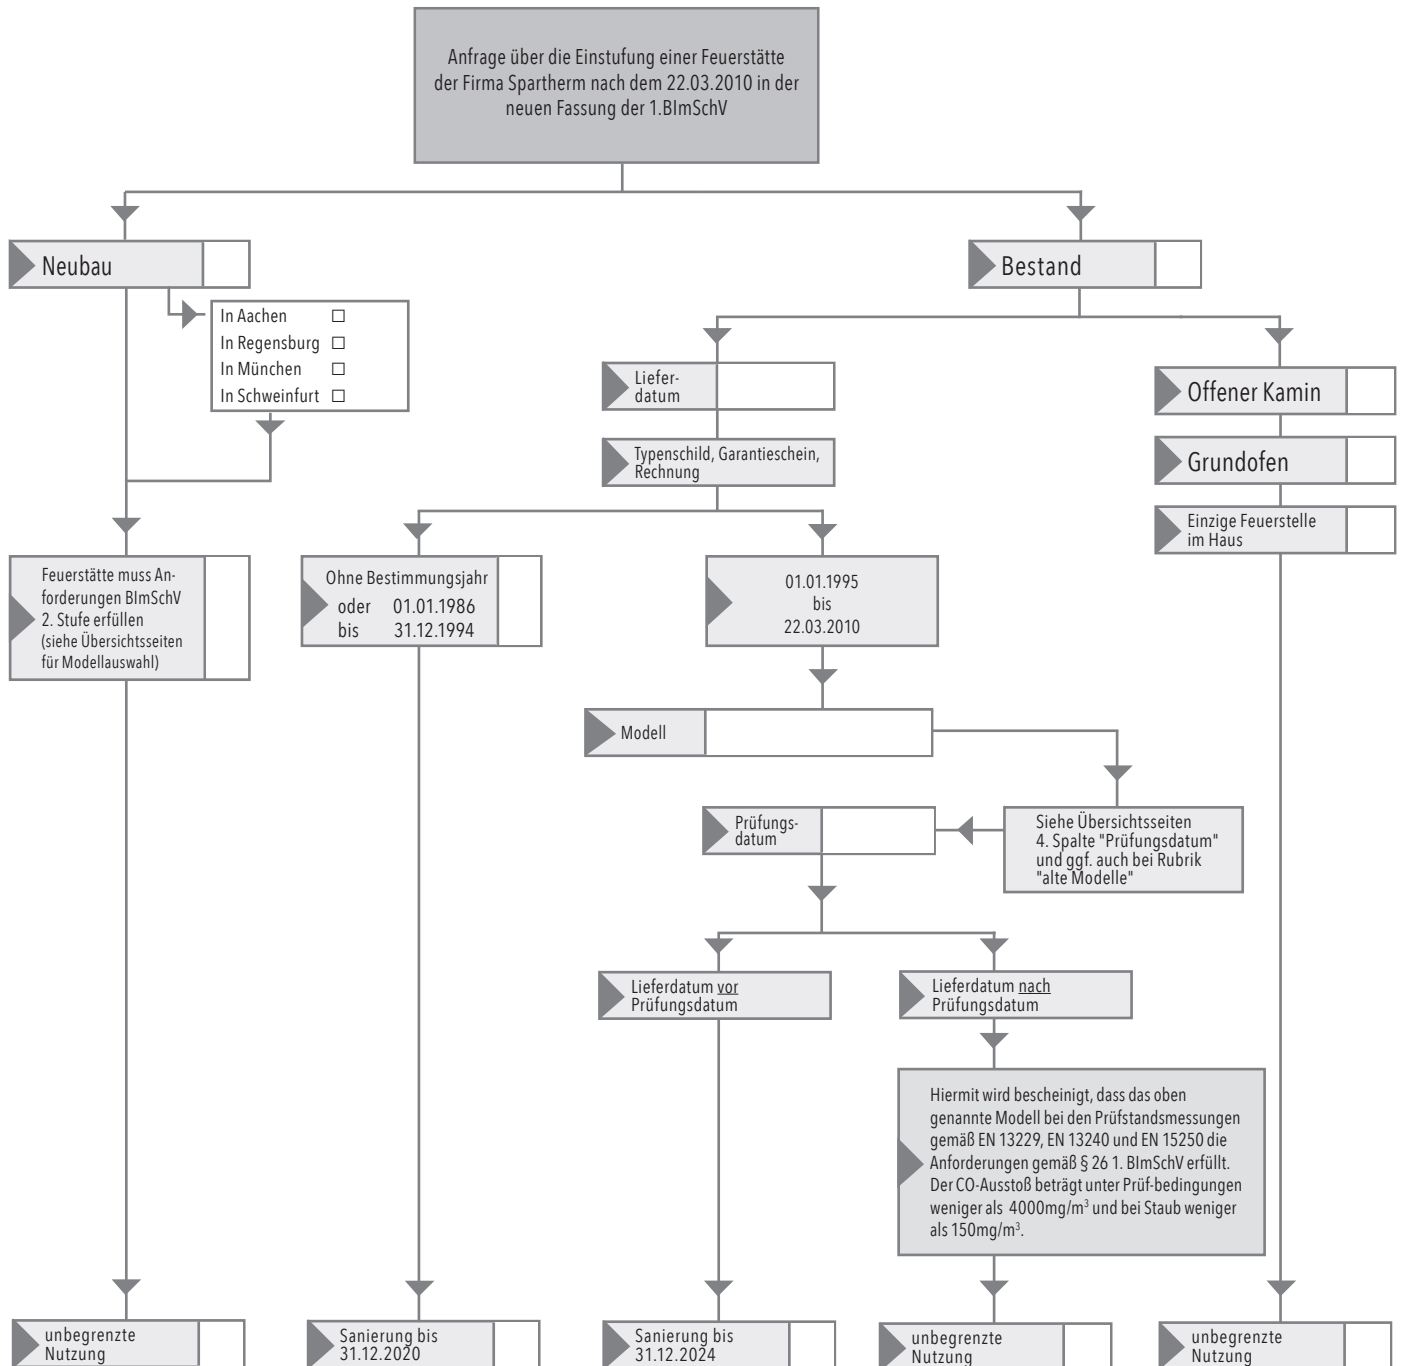 Anfrage über die Einstufung einer Feuerstätte
der Firma Spartherm nach dem 22.03.2010 in der
neuen Fassung der 1.BImSchV
Neubau
Bestand
In Aachen ☐
In Regensburg ☐
In München ☐
In Schweinfurt ☐
Liefer-
datum
Typenschild, Garantieschein,
Rechnung
Offener Kamin
Grundofen
Einzige Feuerstelle
im Haus
Feuerstätte muss An-
forderungen BImSchV
2. Stufe erfüllen
(siehe Übersichtsseiten
für Modellauswahl)
Ohne Bestimmungsjahr
oder 01.01.1986
bis 31.12.1994
01.01.1995
bis
22.03.2010
Modell
Prüfungs-
datum
Siehe Übersichtsseiten
4. Spalte "Prüfungsdatum"
und ggf. auch bei Rubrik
"alte Modelle"
Lieferdatum vor
Prüfungsdatum
Lieferdatum nach
Prüfungsdatum
Hiermit wird bescheinigt, dass das oben
genannte Modell bei den Prüfstandsmessungen
gemäß EN 13229, EN 13240 und EN 15250 die
Anforderungen gemäß § 26 1. BImSchV erfüllt.
Der CO-Ausstoß beträgt unter Prüf-bedingungen
weniger als 4000mg/m³ und bei Staub weniger
als 150mg/m³.
unbegrenzte
Nutzung
Sanierung bis
31.12.2020
Sanierung bis
31.12.2024
unbegrenzte
Nutzung
unbegrenzte
Nutzung